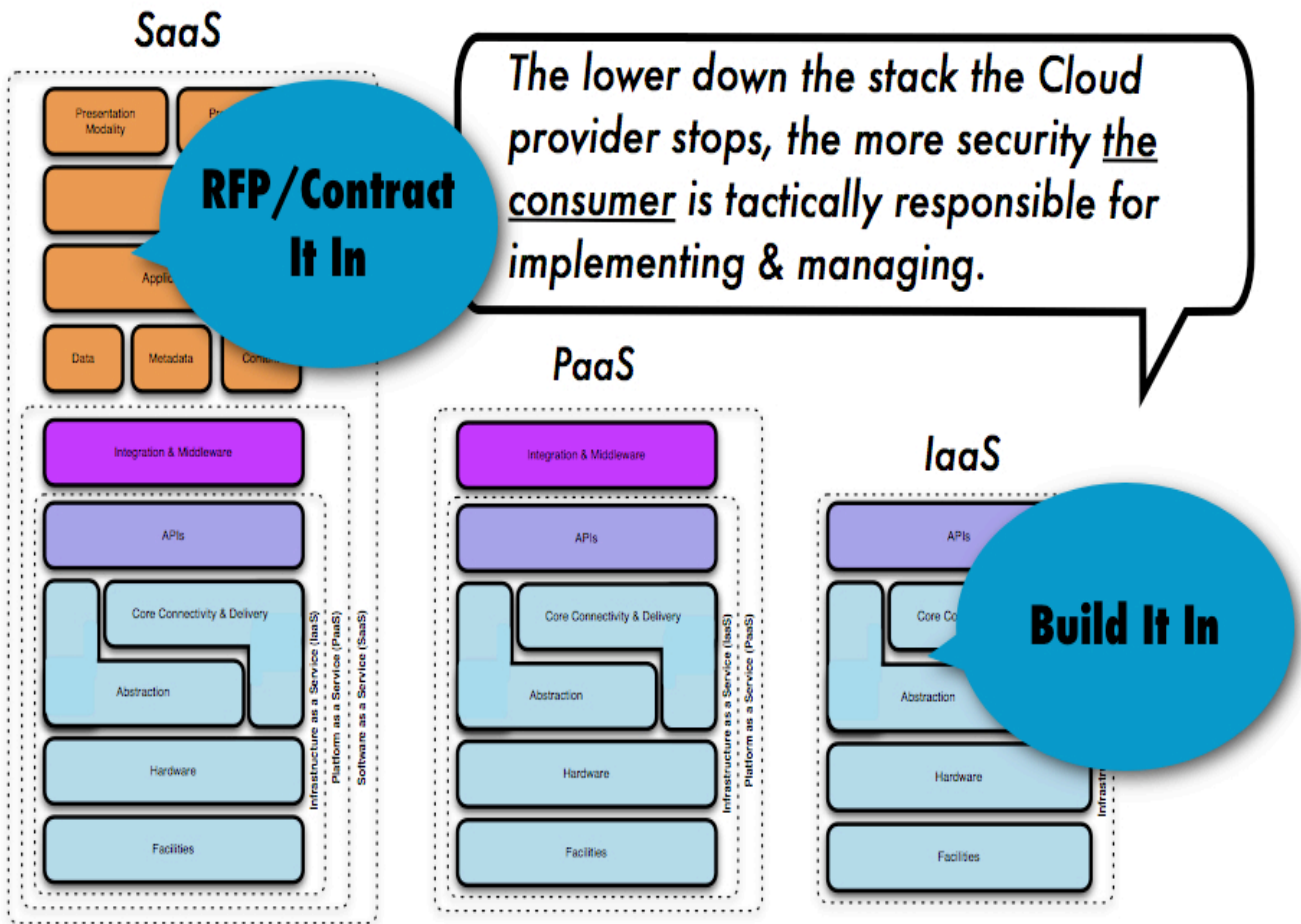 SaaS
The lower down the stack the Cloud
provider stops, the more security the
consumer is tactically responsible for
implementing & managing.
Presentation
Modality
RFP/Contract
It In
Data
Metadata
Integration & Middleware
APIs
Core Connectivity & Delivery
Abstraction
Hardware
Facilities
Infrastructure as a Service (IaaS)
Platform as a Service (PaaS)
Software as a Service (SaaS)
PaaS
Integration & Middleware
APIs
Core Connectivity & Delivery
Abstraction
Hardware
Facilities
Infrastructure as a Service (IaaS)
Platform as a Service (PaaS)
IaaS
APIs
Core
Build It In
Abstraction
Hardware
Facilities